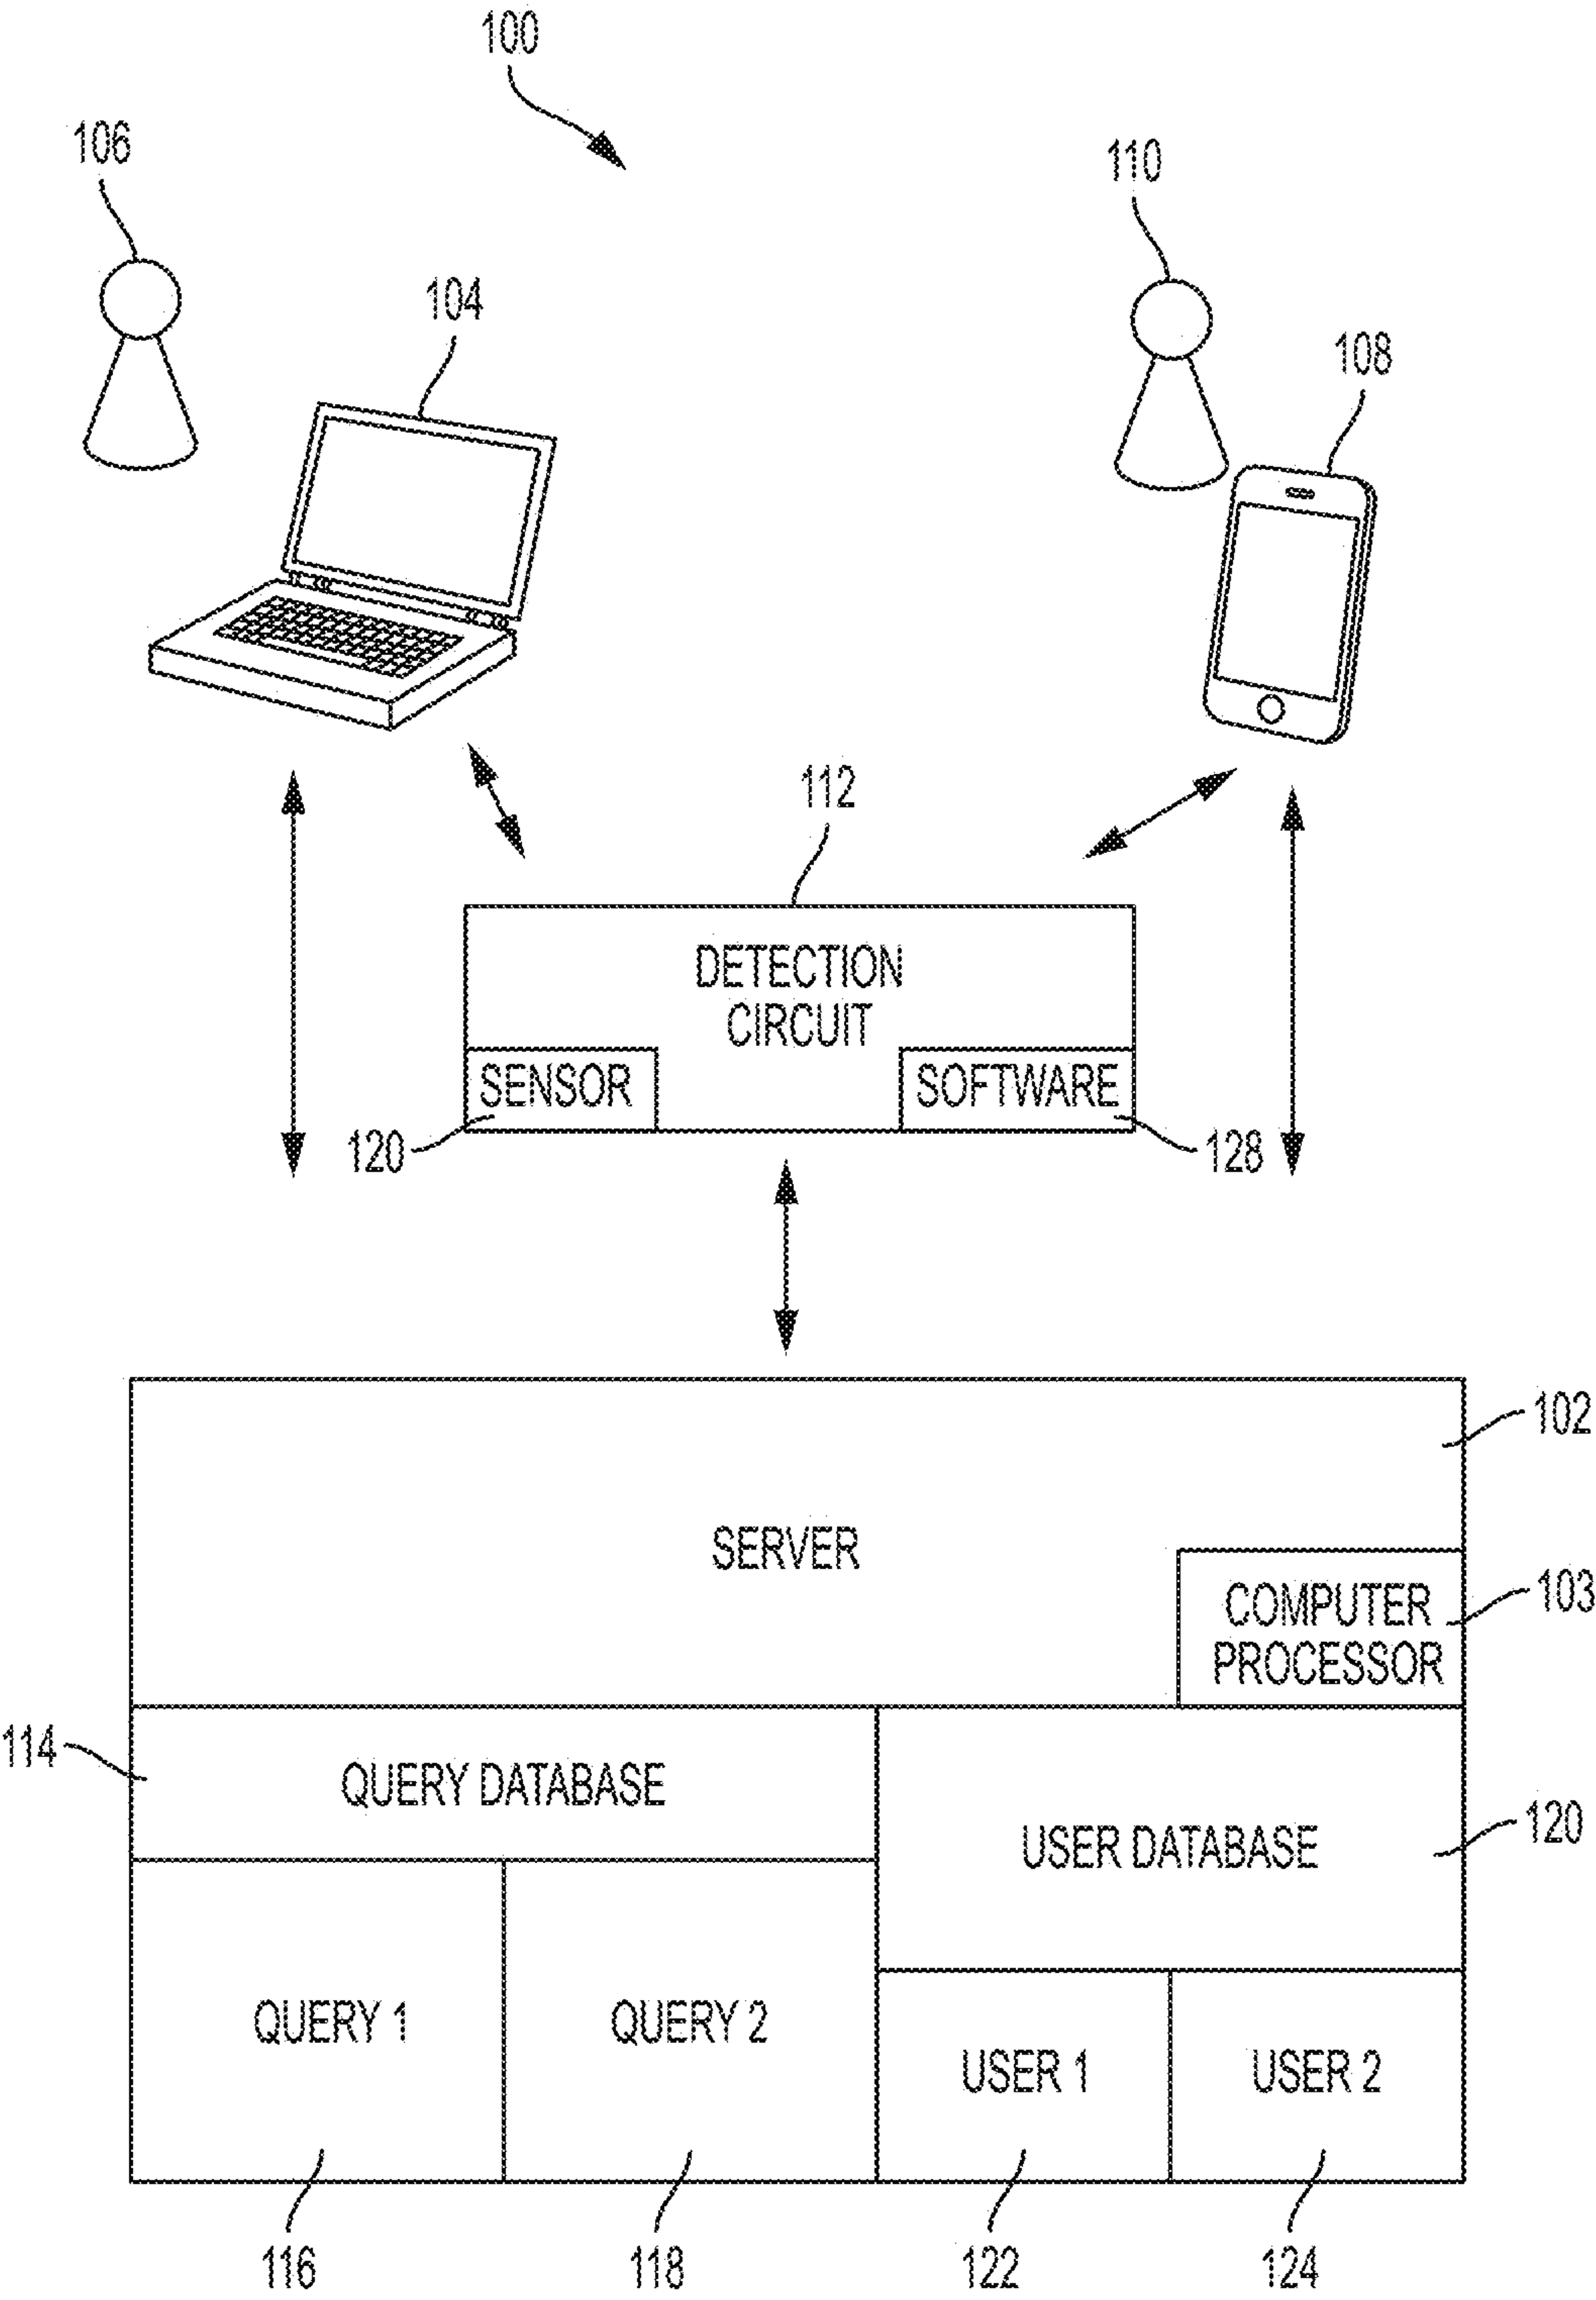 100
106
110
104
108
112
DETECTION
CIRCUIT
SENSOR
SOFTWARE
120
128
102
SERVER
COMPUTER
PROCESSOR
103
114
QUERY DATABASE
USER DATABASE
120
QUERY 1
QUERY 2
USER 1
USER 2
116
118
122
124